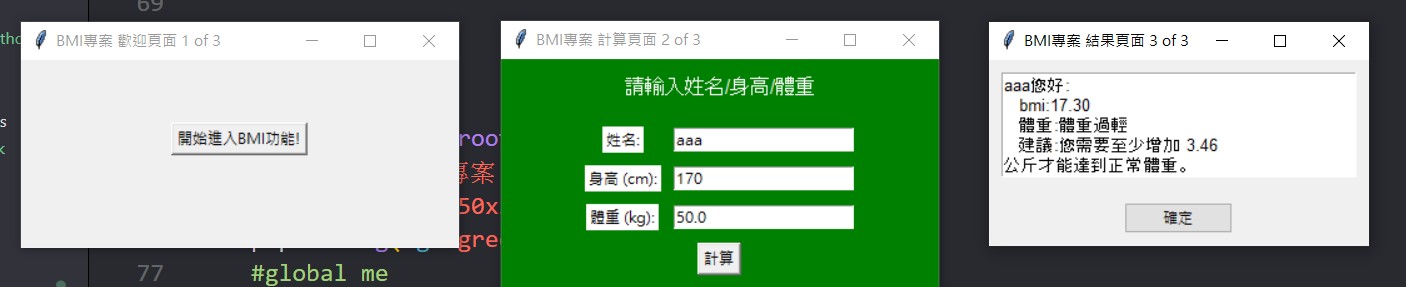 69
thc
BMI專案 歡迎頁面 1 of 3
開始進入BMI功能!
s
k
root
專案
50x
gree
77 #global me
BMI專案 計算頁面 2 of 3
請輸入姓名/身高/體重
姓名: aaa
身高 (cm): 170
體重 (kg): 50.0
計算
BMI專案 結果頁面 3 of 3
aaa您好:
bmi:17.30
體重:體重過輕
建議:您需要至少增加 3.46
公斤才能達到正常體重。
確定